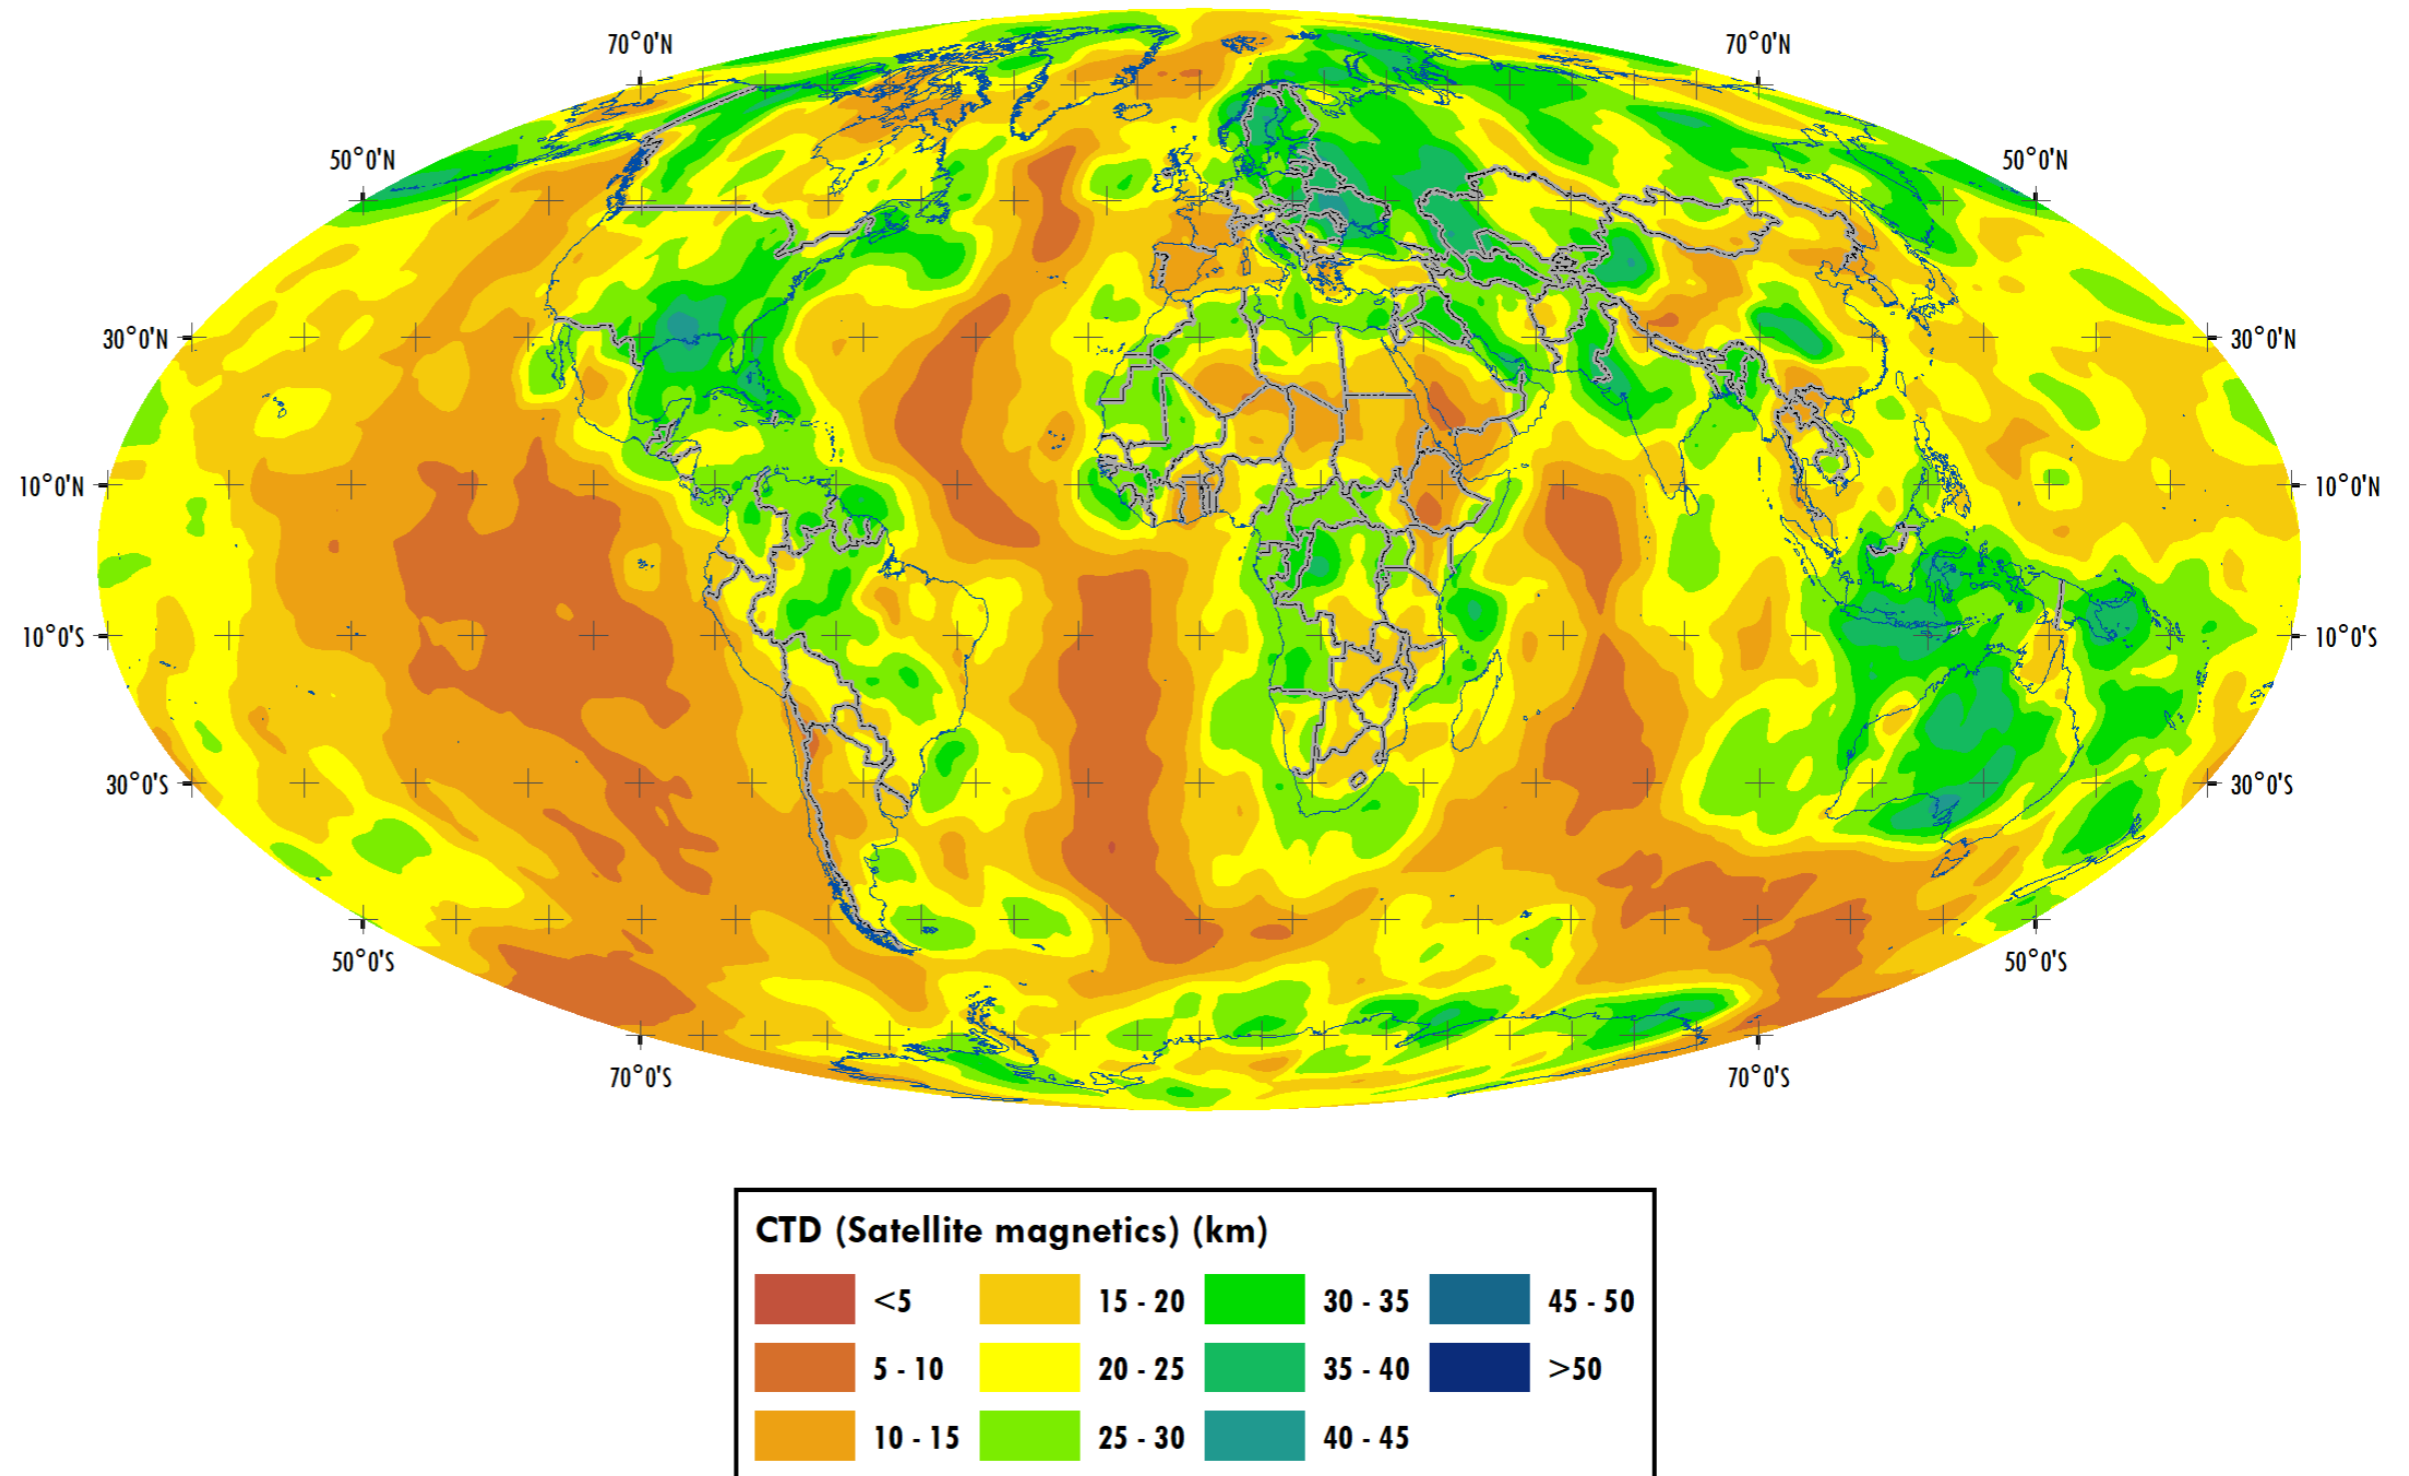 70°0'N 70°0'N
50°0'N 50°0'N
30°0'N 30°0'N
10°0'N 10°0'N
10°0'S 10°0'S
30°0'S 30°0'S
50°0'S 50°0'S
70°0'S 70°0'S
CTD (Satellite magnetics) (km)
<5 15 - 20 30 - 35 45 - 50
5 - 10 20 - 25 35 - 40 >50
10 - 15 25 - 30 40 - 45